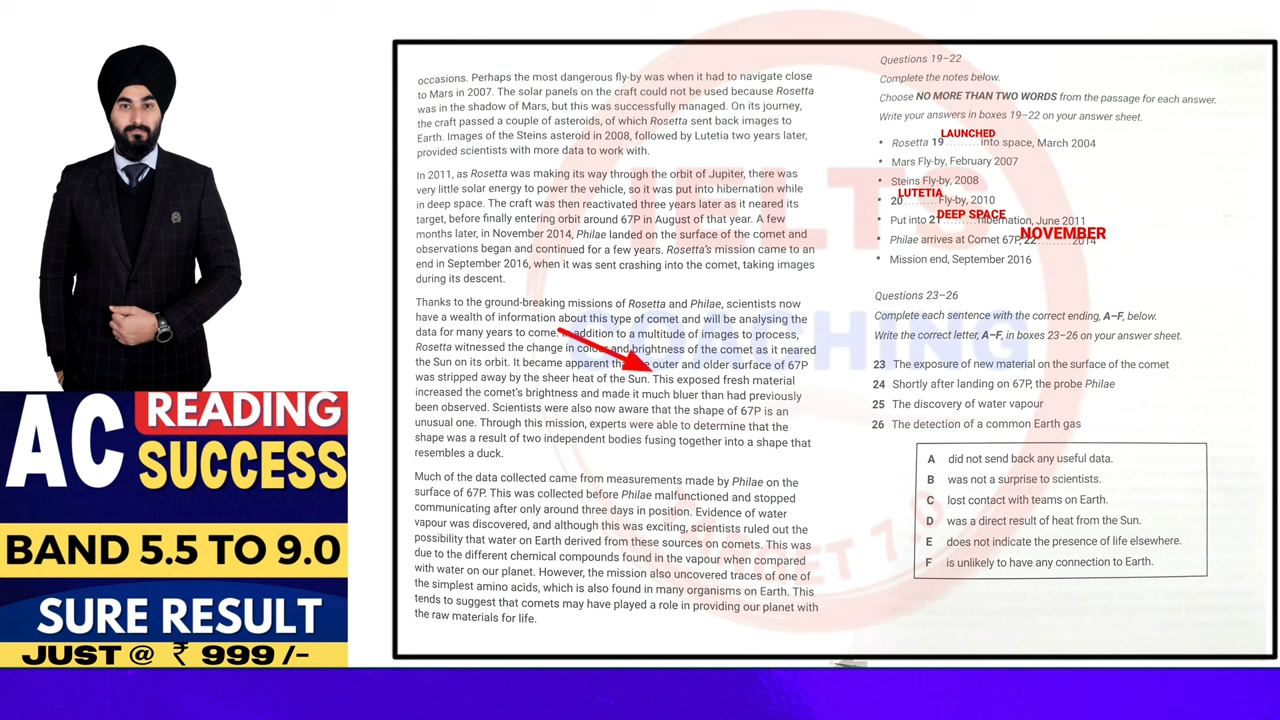 AC
READING
SUCCESS
BAND 5.5 TO 9.0
SURE RESULT
JUST @ ₹ 999 /-
occasions. Perhaps the most dangerous fly-by was when it had to navigate close
to Mars in 2007. The solar panels on the craft could not be used because Rosetta
was in the shadow of Mars, but this was successfully managed. On its journey,
the craft passed a couple of asteroids, of which Rosetta sent back images to
Earth. Images of the Steins asteroid in 2008, followed by Lutetia two years later,
provided scientists with more data to work with.
In 2011, as Rosetta was making its way through the orbit of Jupiter, there was
very little solar energy to power the vehicle, so it was put into hibernation while
in deep space. The craft was then reactivated three years later as it neared its
target, before finally entering orbit around 67P in August of that year. A few
months later, in November 2014, Philae landed on the surface of the comet and
observations began and continued for a few years. Rosetta's mission came to an
end in September 2016, when it was sent crashing into the comet, taking images
during its descent.
Thanks to the ground-breaking missions of Rosetta and Philae, scientists now
have a wealth of information about this type of comet and will be analysing the
data for many years to come. In addition to a multitude of images to process,
Rosetta witnessed the change in colour and brightness of the comet as it neared
the Sun on its orbit. It became apparent outer and older surface of 67P
was stripped away by the sheer heat of the Sun. This exposed fresh material
increased the comet's brightness and made it much bluer than had previously
been observed. Scientists were also now aware that the shape of 67P is an
unusual one. Through this mission, experts were able to determine that the
shape was a result of two independent bodies fusing together into a shape that
resembles a duck.
Much of the data collected came from measurements made by Philae on the
surface of 67P. This was collected before Philae malfunctioned and stopped
communicating after only around three days in position. Evidence of water
vapour was discovered, and although this was exciting, scientists ruled out the
possibility that water on Earth derived from these sources on comets. This was
due to the different chemical compounds found in the vapour when compared
with water on our planet. However, the mission also uncovered traces of one of
the simplest amino acids, which is also found in many organisms on Earth. This
tends to suggest that comets may have played a role in providing our planet with
the raw materials for life.
Questions 19–22
Complete the notes below.
Choose NO MORE THAN TWO WORDS from the passage for each answer.
Write your answers in boxes 19–22 on your answer sheet.
LAUNCHED
• Rosetta 19 ......... into space, March 2004
• Mars Fly-by, February 2007
• Steins Fly-by, 2008
LUTETIA
• 20 ......... Fly-by, 2010
DEEP SPACE
• Put into 21 ......... hibernation, June 2011
NOVEMBER
• Philae arrives at Comet 67P, 22 ......... 2014
• Mission end, September 2016
Questions 23–26
Complete each sentence with the correct ending, A–F, below.
Write the correct letter, A–F, in boxes 23–26 on your answer sheet.
23 The exposure of new material on the surface of the comet
24 Shortly after landing on 67P, the probe Philae
25 The discovery of water vapour
26 The detection of a common Earth gas
A did not send back any useful data.
B was not a surprise to scientists.
C lost contact with teams on Earth.
D was a direct result of heat from the Sun.
E does not indicate the presence of life elsewhere.
F is unlikely to have any connection to Earth.